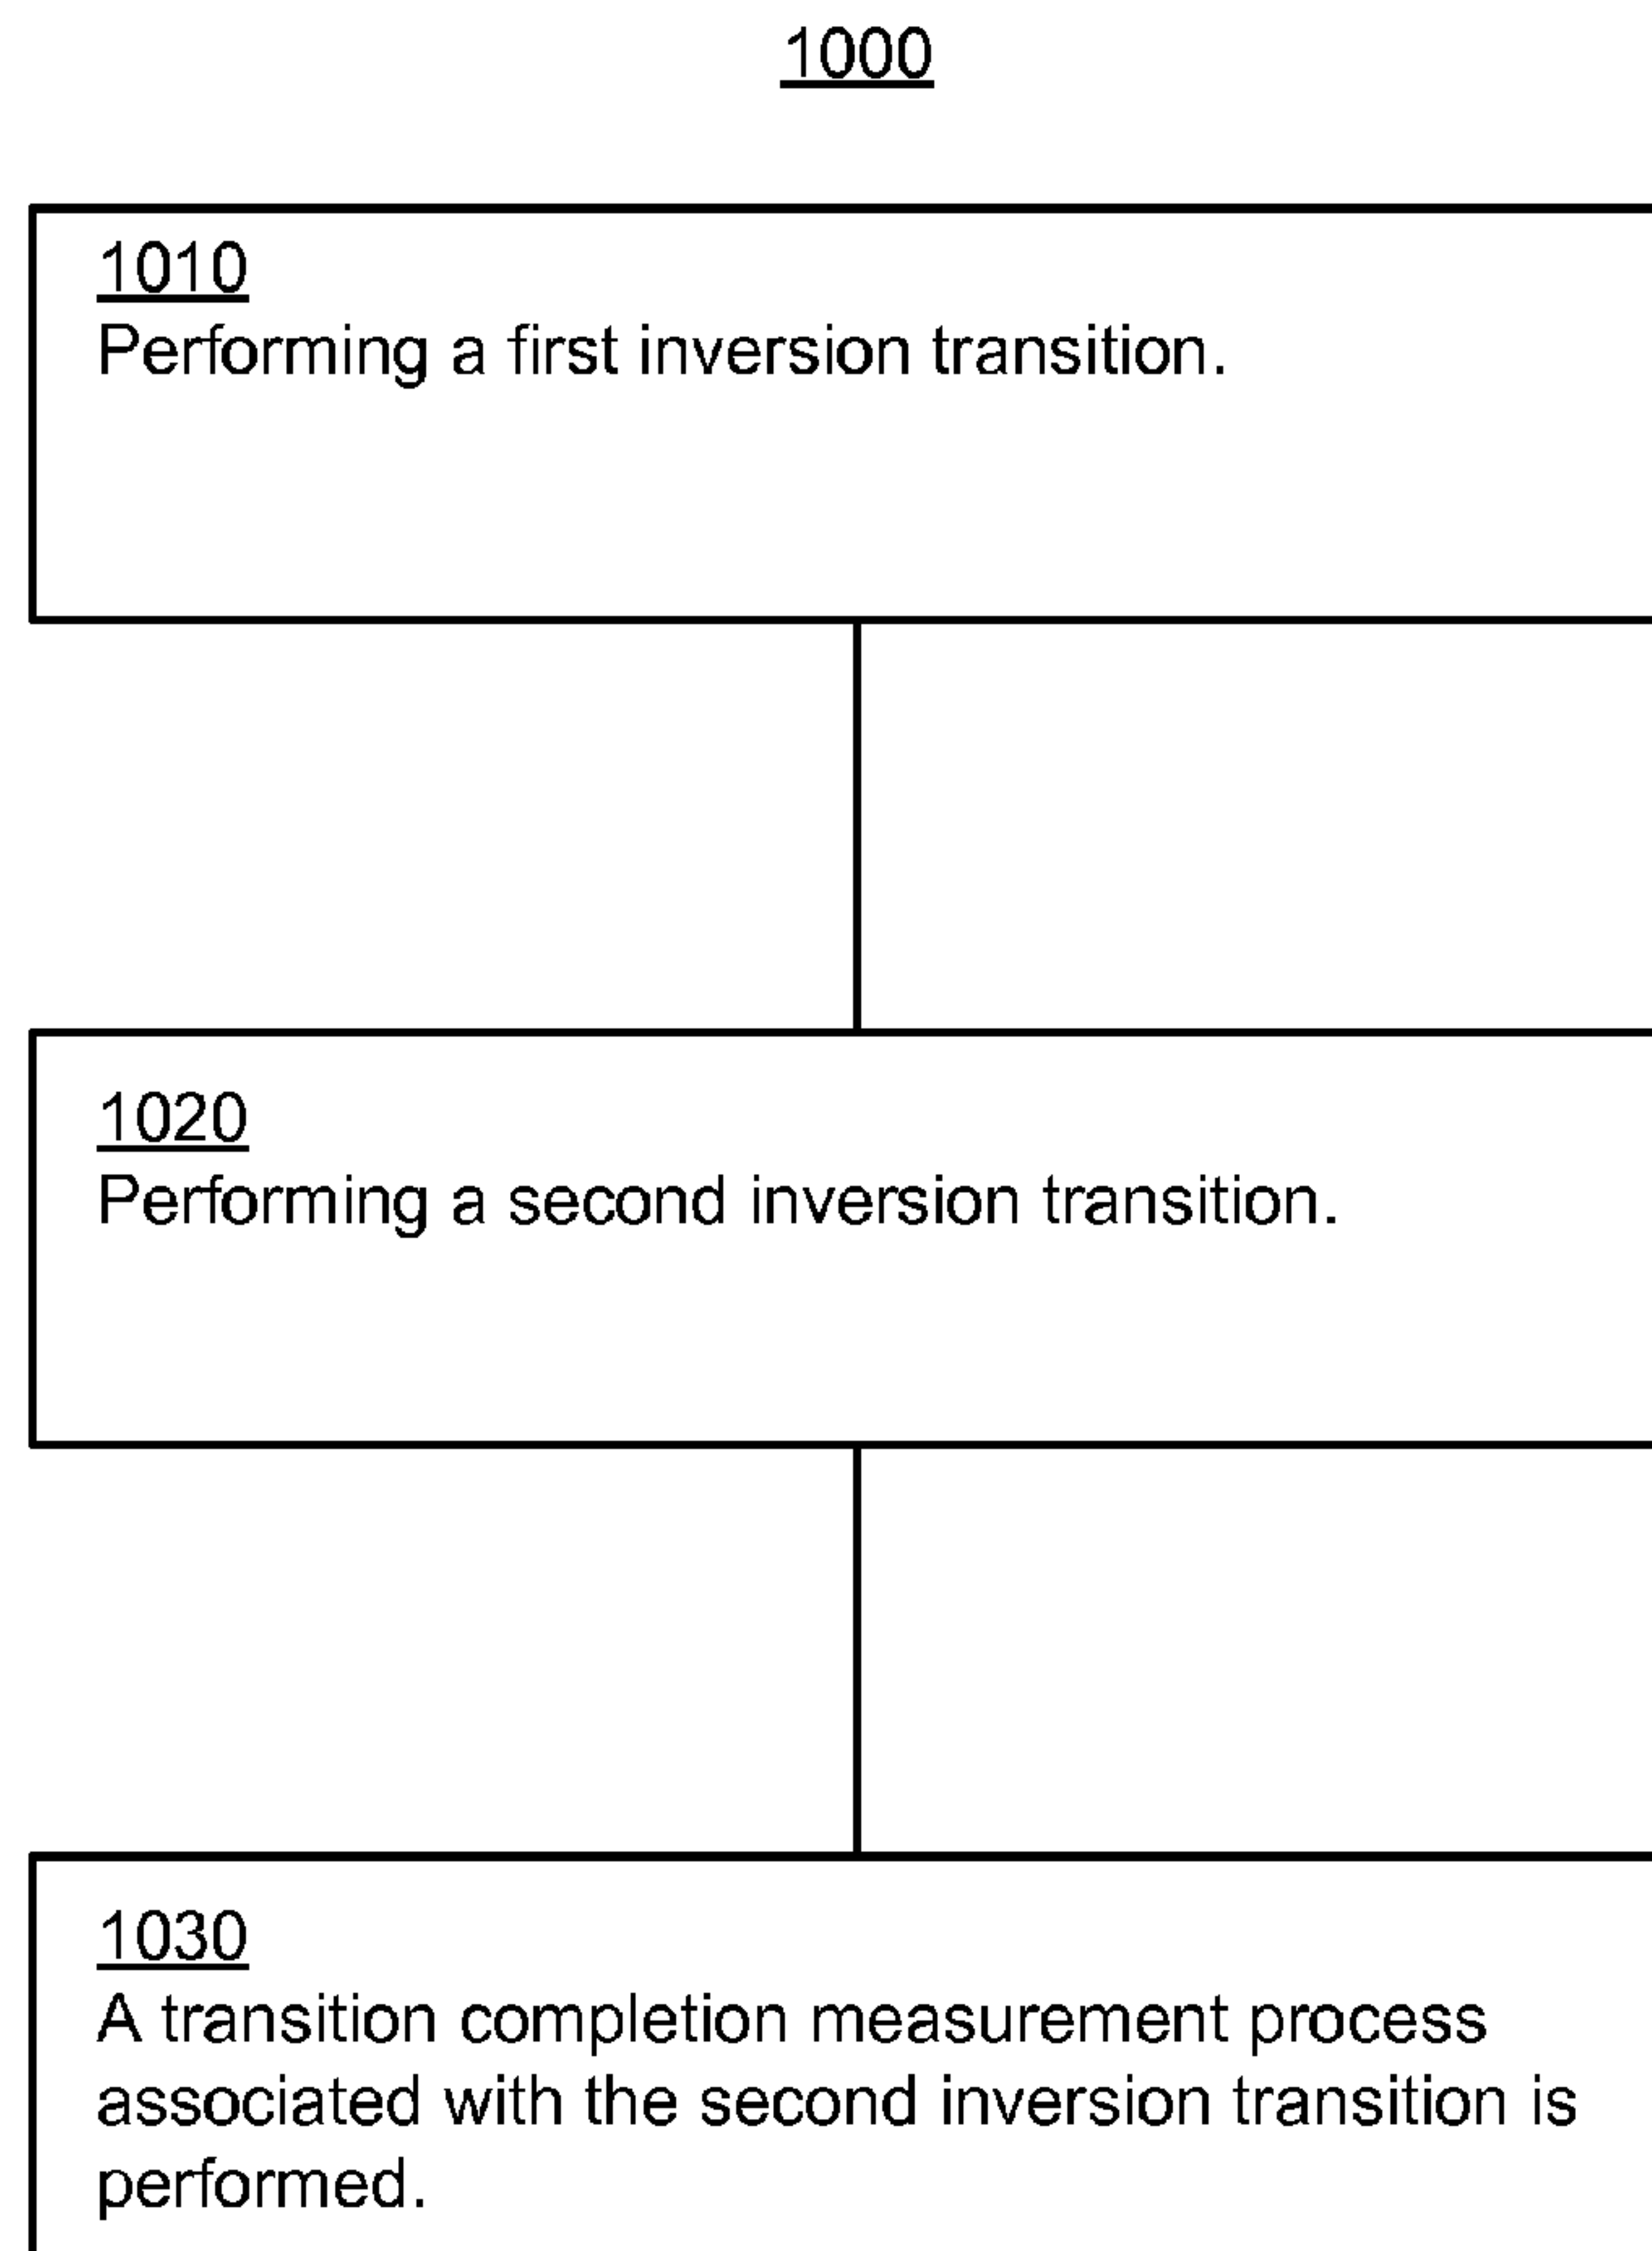 1000
1010
Performing a first inversion transition.
1020
Performing a second inversion transition.
1030
A transition completion measurement process
associated with the second inversion transition is
performed.